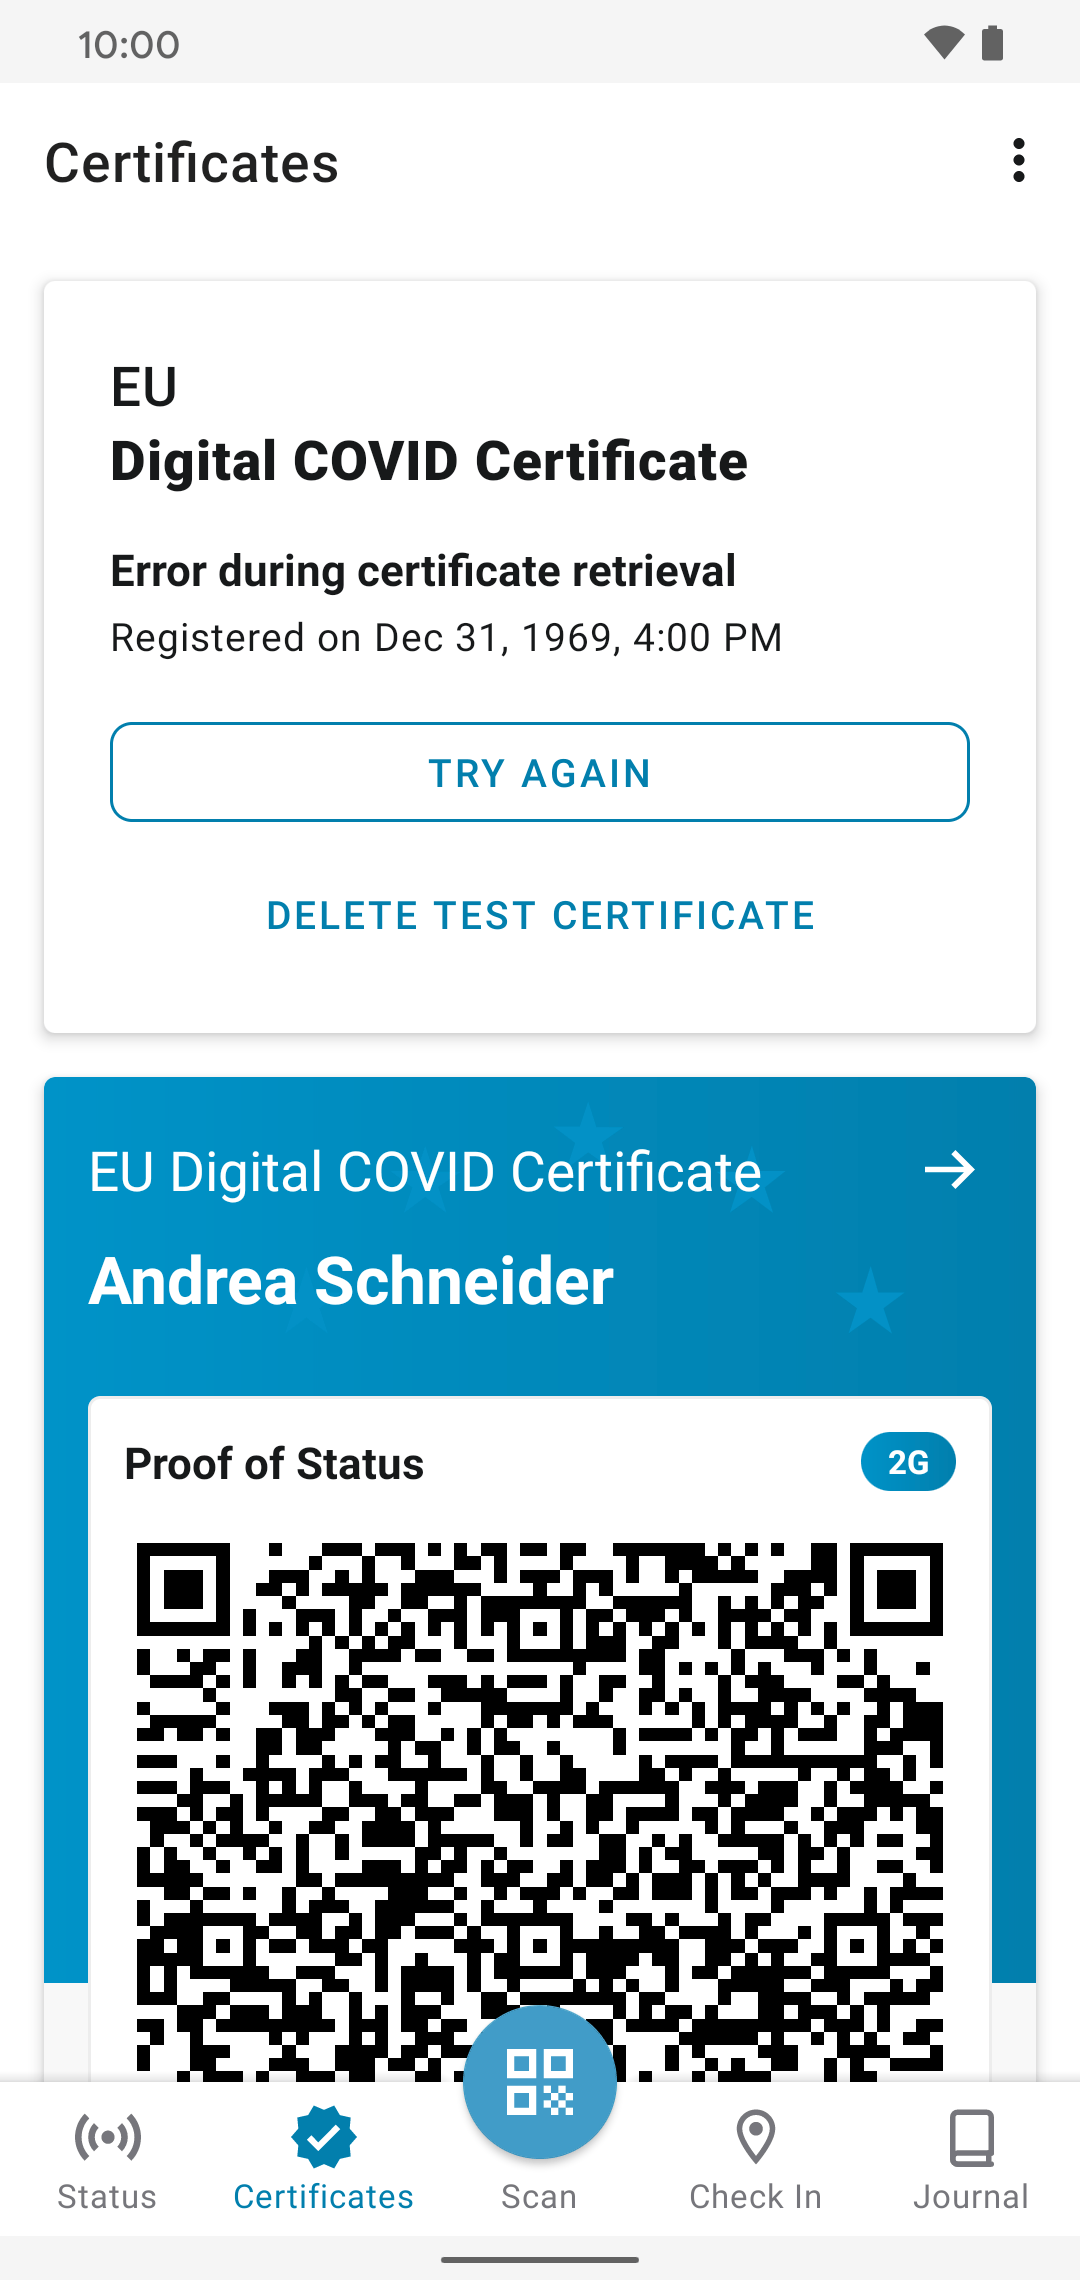 10:00
Certificates
EU
Digital COVID Certificate
Error during certificate retrieval
Registered on Dec 31, 1969, 4:00 PM
TRY AGAIN
DELETE TEST CERTIFICATE
EU Digital COVID Certificate
Andrea Schneider
Proof of Status
2G
Status
Certificates
Scan
Check In
Journal